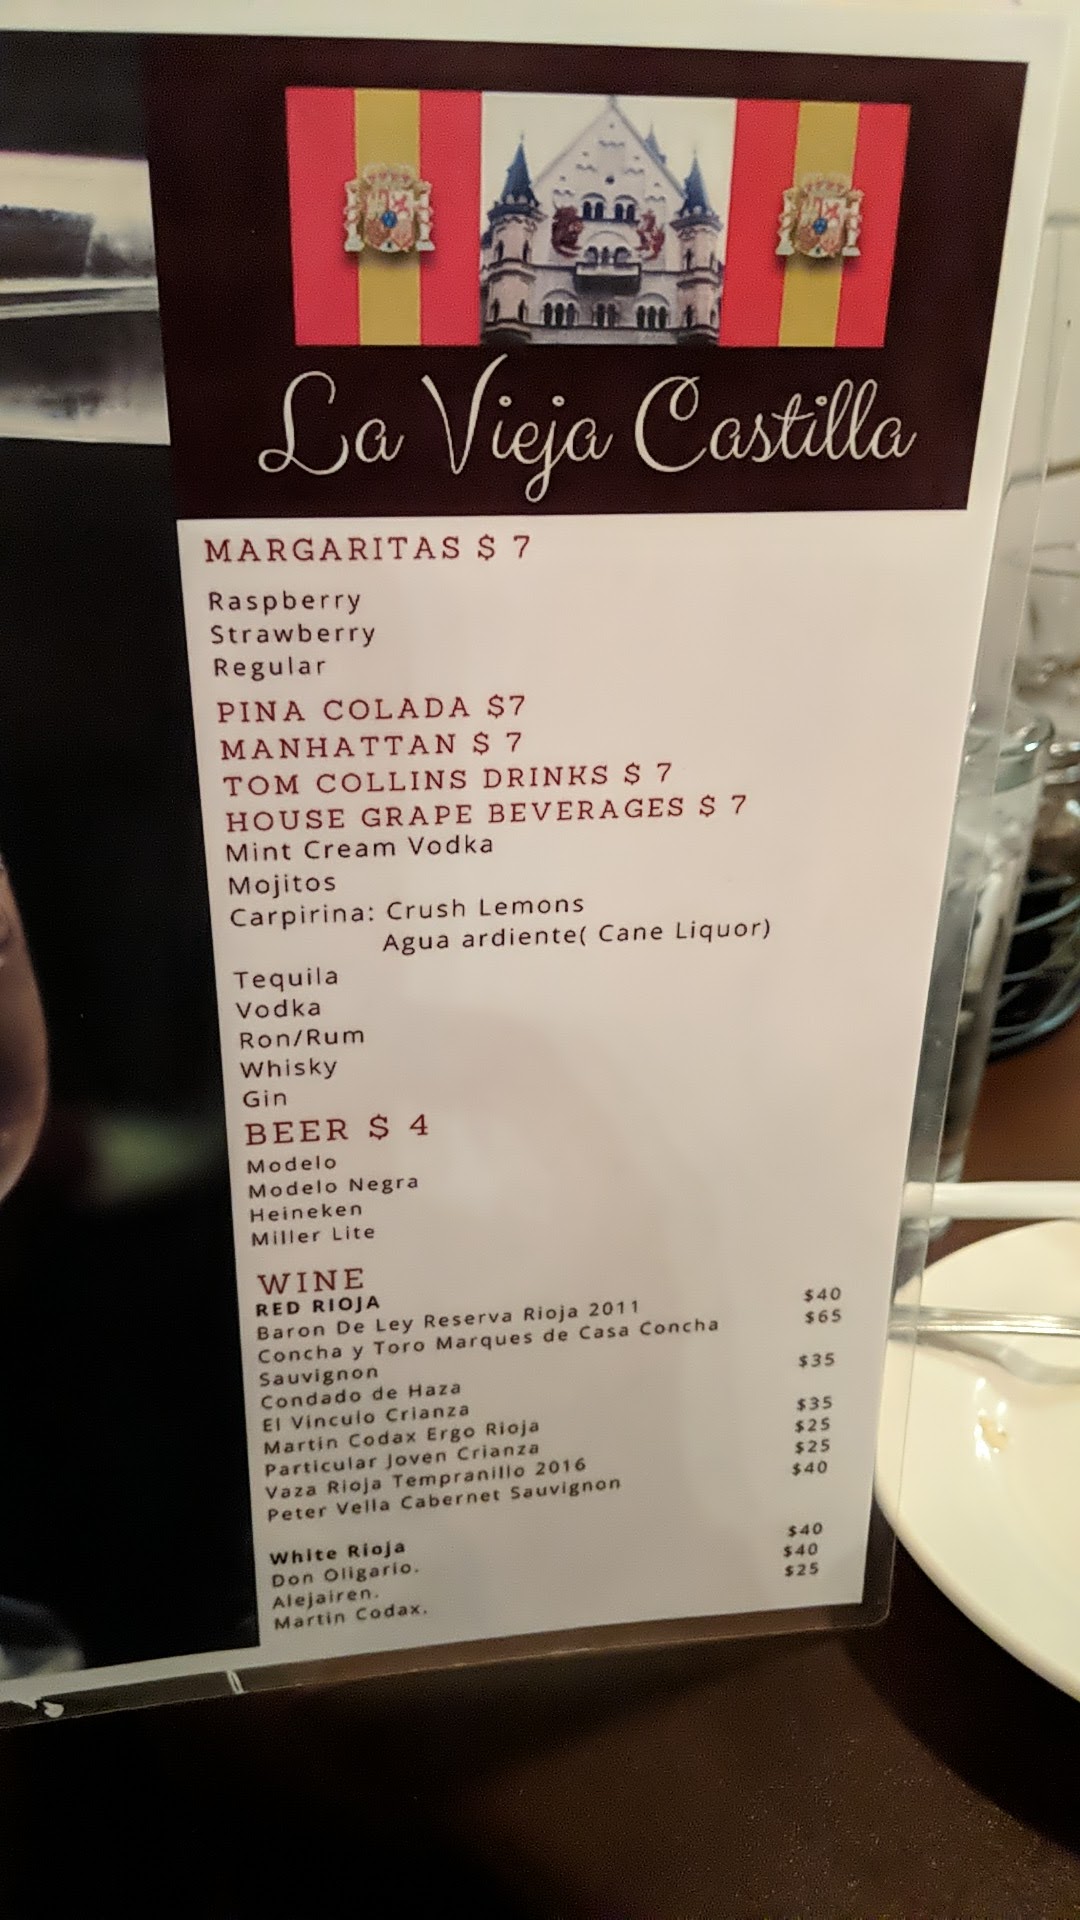 La Vieja Castilla
MARGARITAS $ 7
Raspberry
Strawberry
Regular
PINA COLADA $7
MANHATTAN $ 7
TOM COLLINS DRINKS $ 7
HOUSE GRAPE BEVERAGES $ 7
Mint Cream Vodka
Mojitos
Carpirina: Crush Lemons
Agua ardiente( Cane Liquor)
Tequila
Vodka
Ron/Rum
Whisky
Gin
BEER $ 4
Modelo
Modelo Negra
Heineken
Miller Lite
WINE
RED RIOJA
Baron De Ley Reserva Rioja 2011 $40
Concha y Toro Marques de Casa Concha $65
Sauvignon
Condado de Haza $35
El Vinculo Crianza
Martin Codax Ergo Rioja $35
Particular Joven Crianza $25
Vaza Rioja Tempranillo 2016 $25
Peter Vella Cabernet Sauvignon $40
White Rioja
Don Oligario. $40
Alejairen. $40
Martin Codax. $25